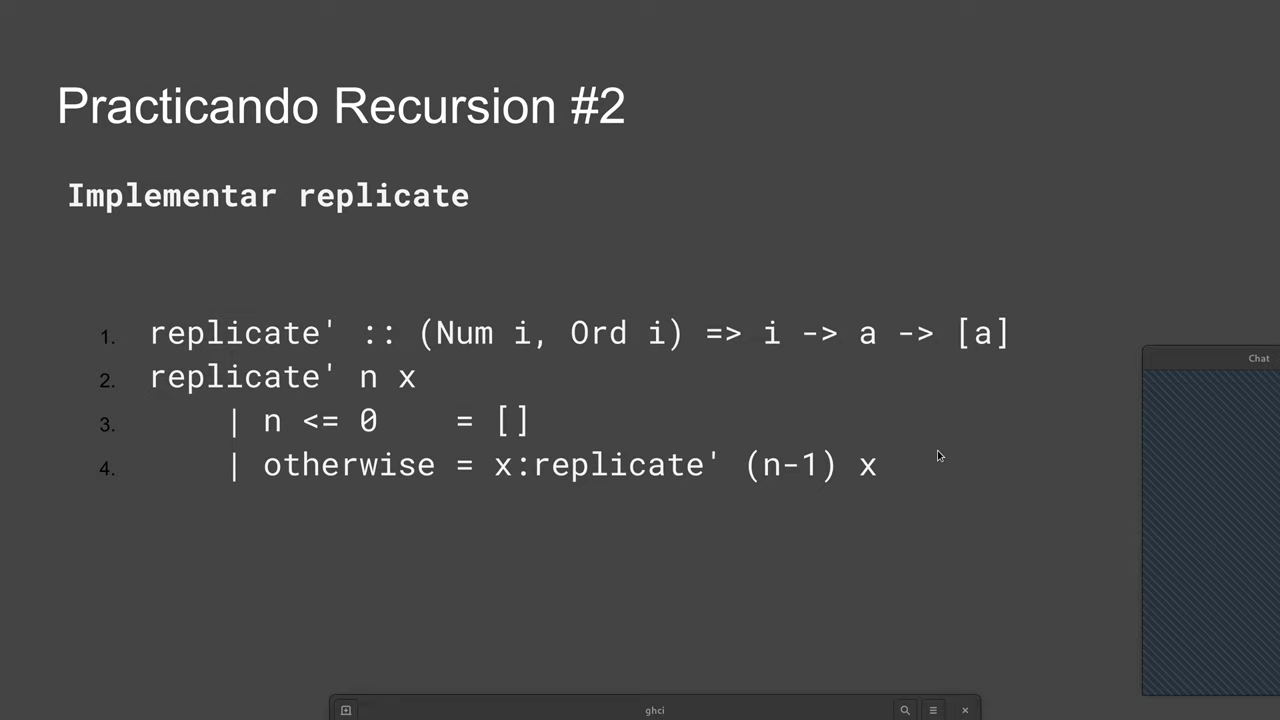 Practicando Recursion #2
Implementar replicate
1. replicate' :: (Num i, Ord i) => i -> a -> [a]
2. replicate' n x
3. | n <= 0 = []
4. | otherwise = x:replicate' (n-1) x
Chat
ghci